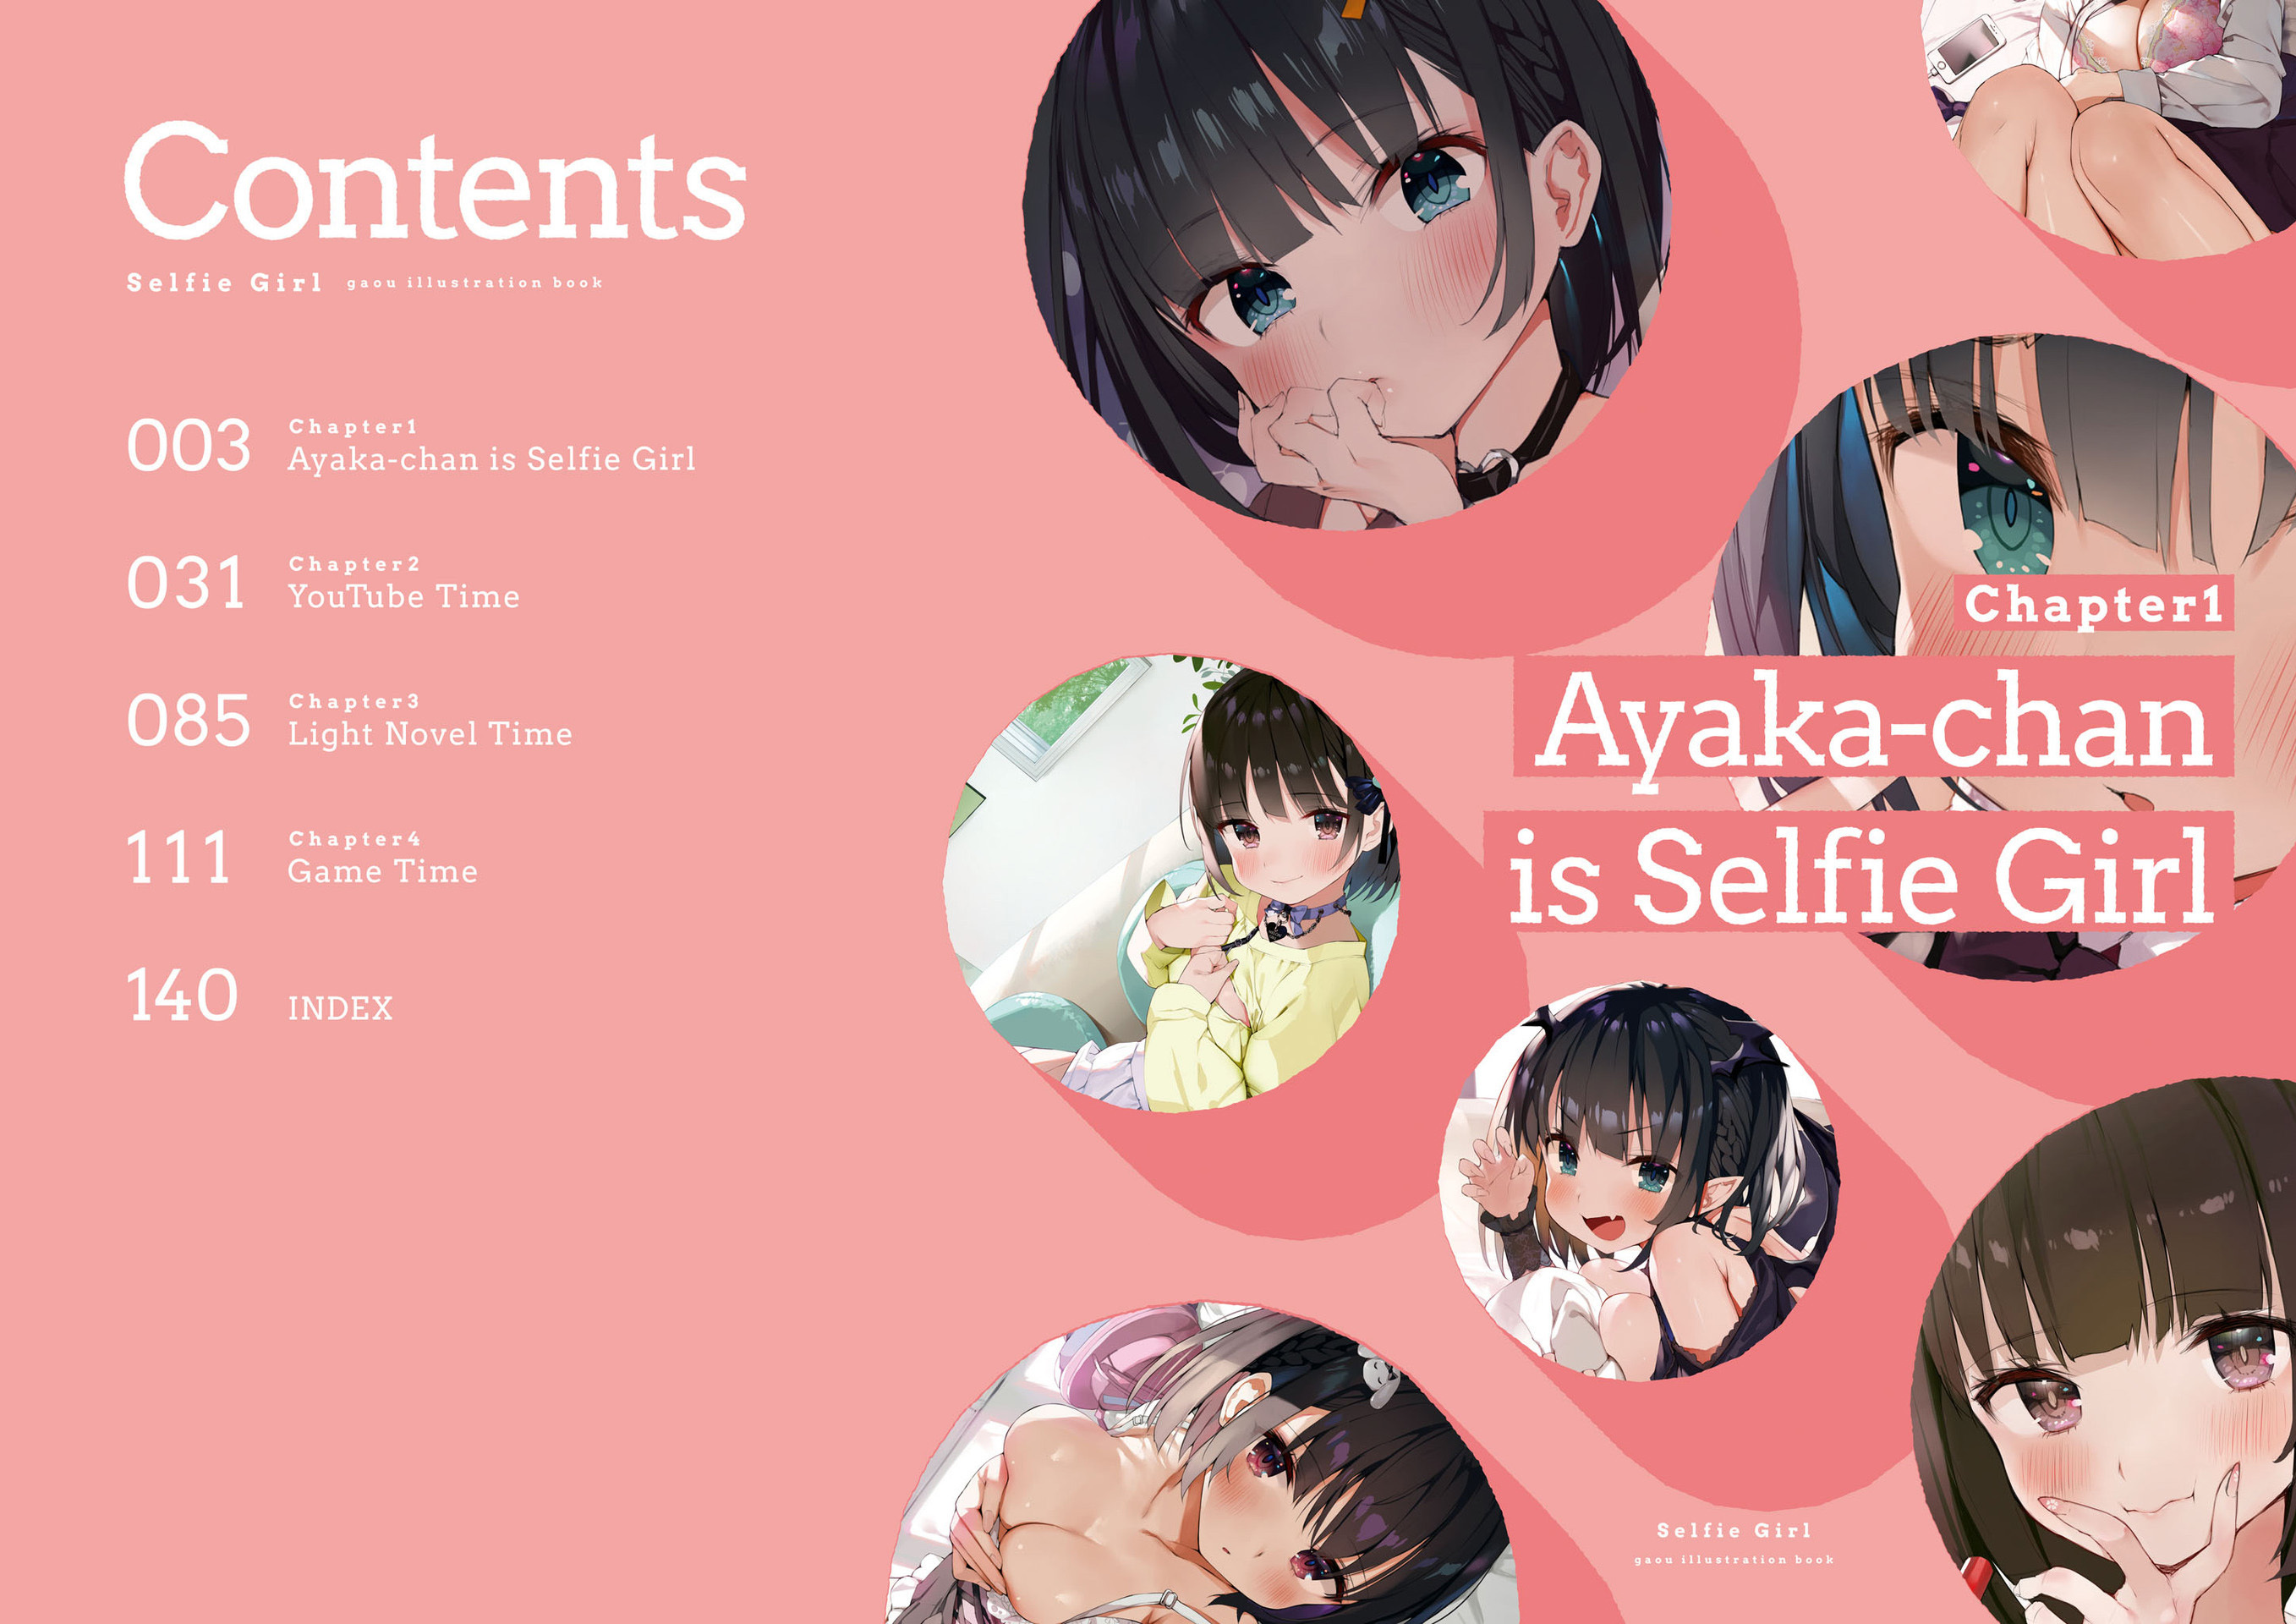 Contents
Selfie Girl gaou illustration book
003 Chapter1
Ayaka-chan is Selfie Girl
031 Chapter2
YouTube Time
085 Chapter3
Light Novel Time
111 Chapter4
Game Time
140 INDEX
Chapter1
Ayaka-chan
is Selfie Girl
Selfie Girl
gaou illustration book